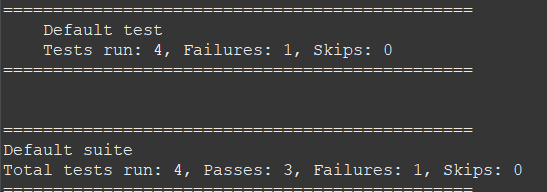 ===============================================
    Default test
    Tests run: 4, Failures: 1, Skips: 0
===============================================
===============================================
Default suite
Total tests run: 4, Passes: 3, Failures: 1, Skips: 0
===============================================